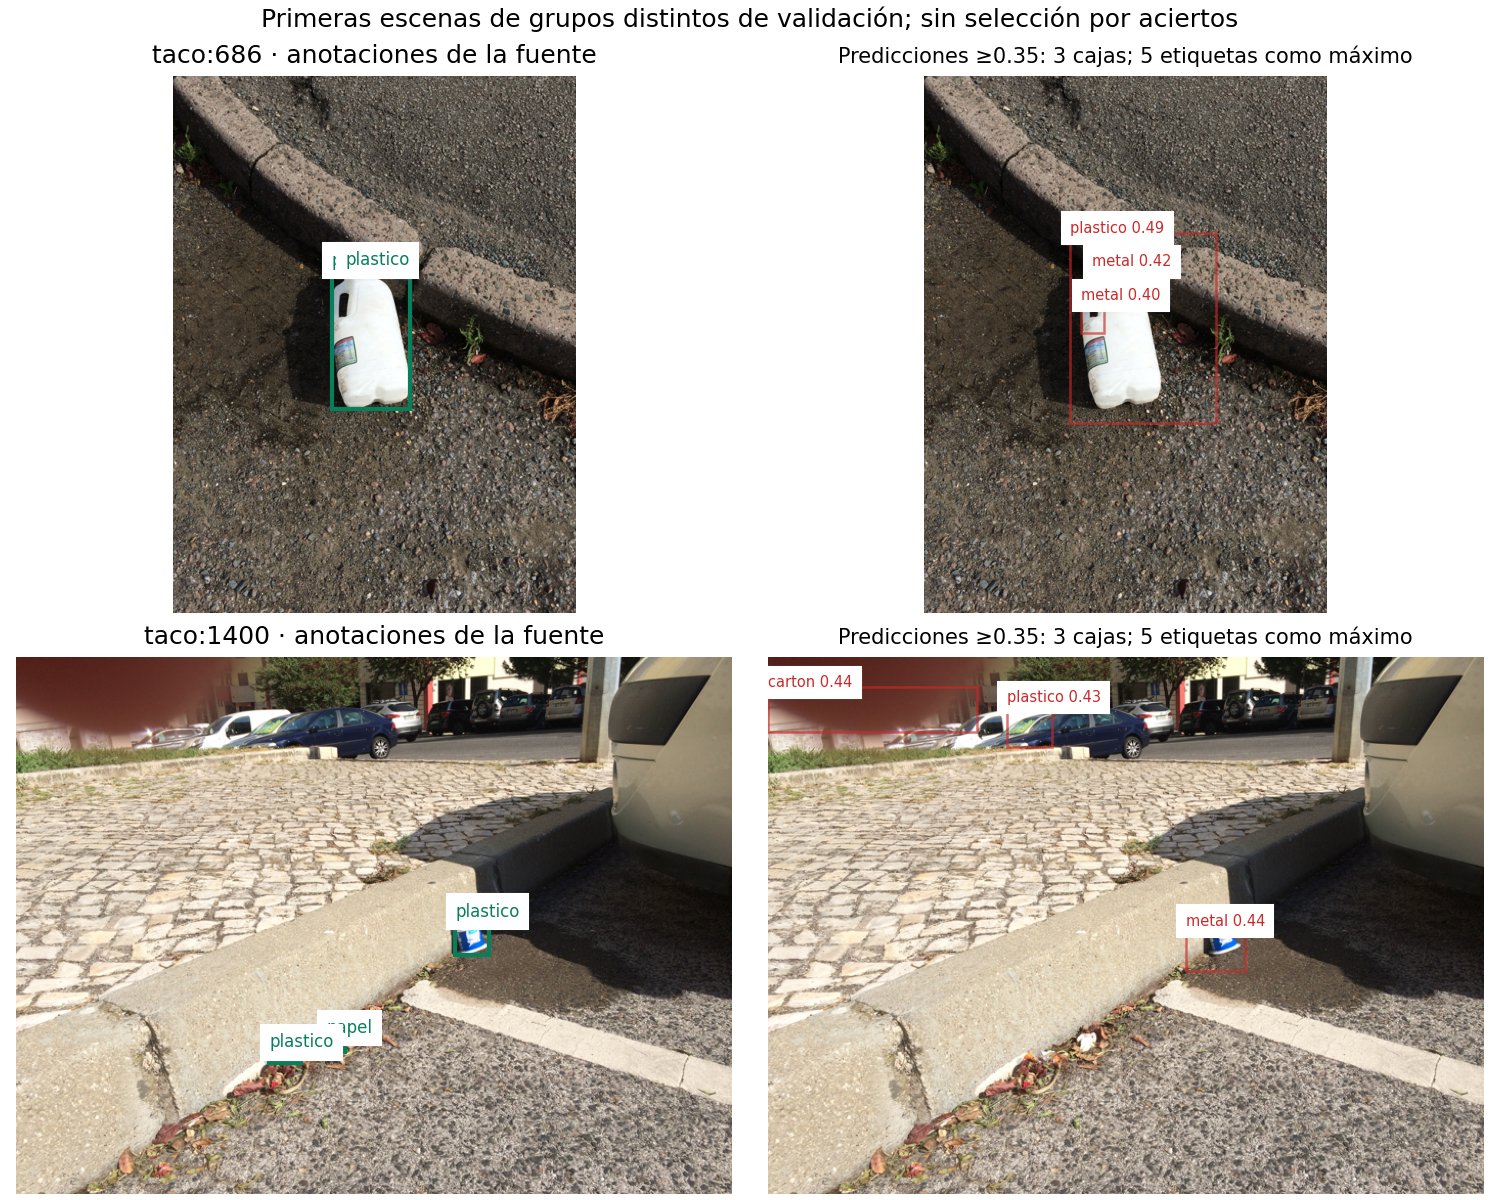 Primeras escenas de grupos distintos de validación; sin selección por aciertos
taco:686 · anotaciones de la fuente
Predicciones ≥0.35: 3 cajas; 5 etiquetas como máximo
plastico
plastico 0.49
metal 0.42
metal 0.40
taco:1400 · anotaciones de la fuente
Predicciones ≥0.35: 3 cajas; 5 etiquetas como máximo
plastico
papel
plastico
carton 0.44
plastico 0.43
metal 0.44